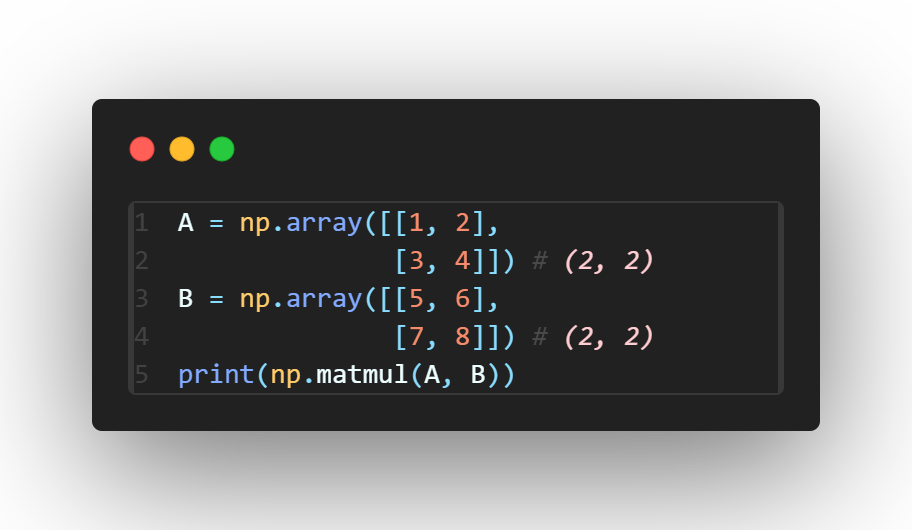 1 A = np.array([[1, 2],
2               [3, 4]]) # (2, 2)
3 B = np.array([[5, 6],
4               [7, 8]]) # (2, 2)
5 print(np.matmul(A, B))